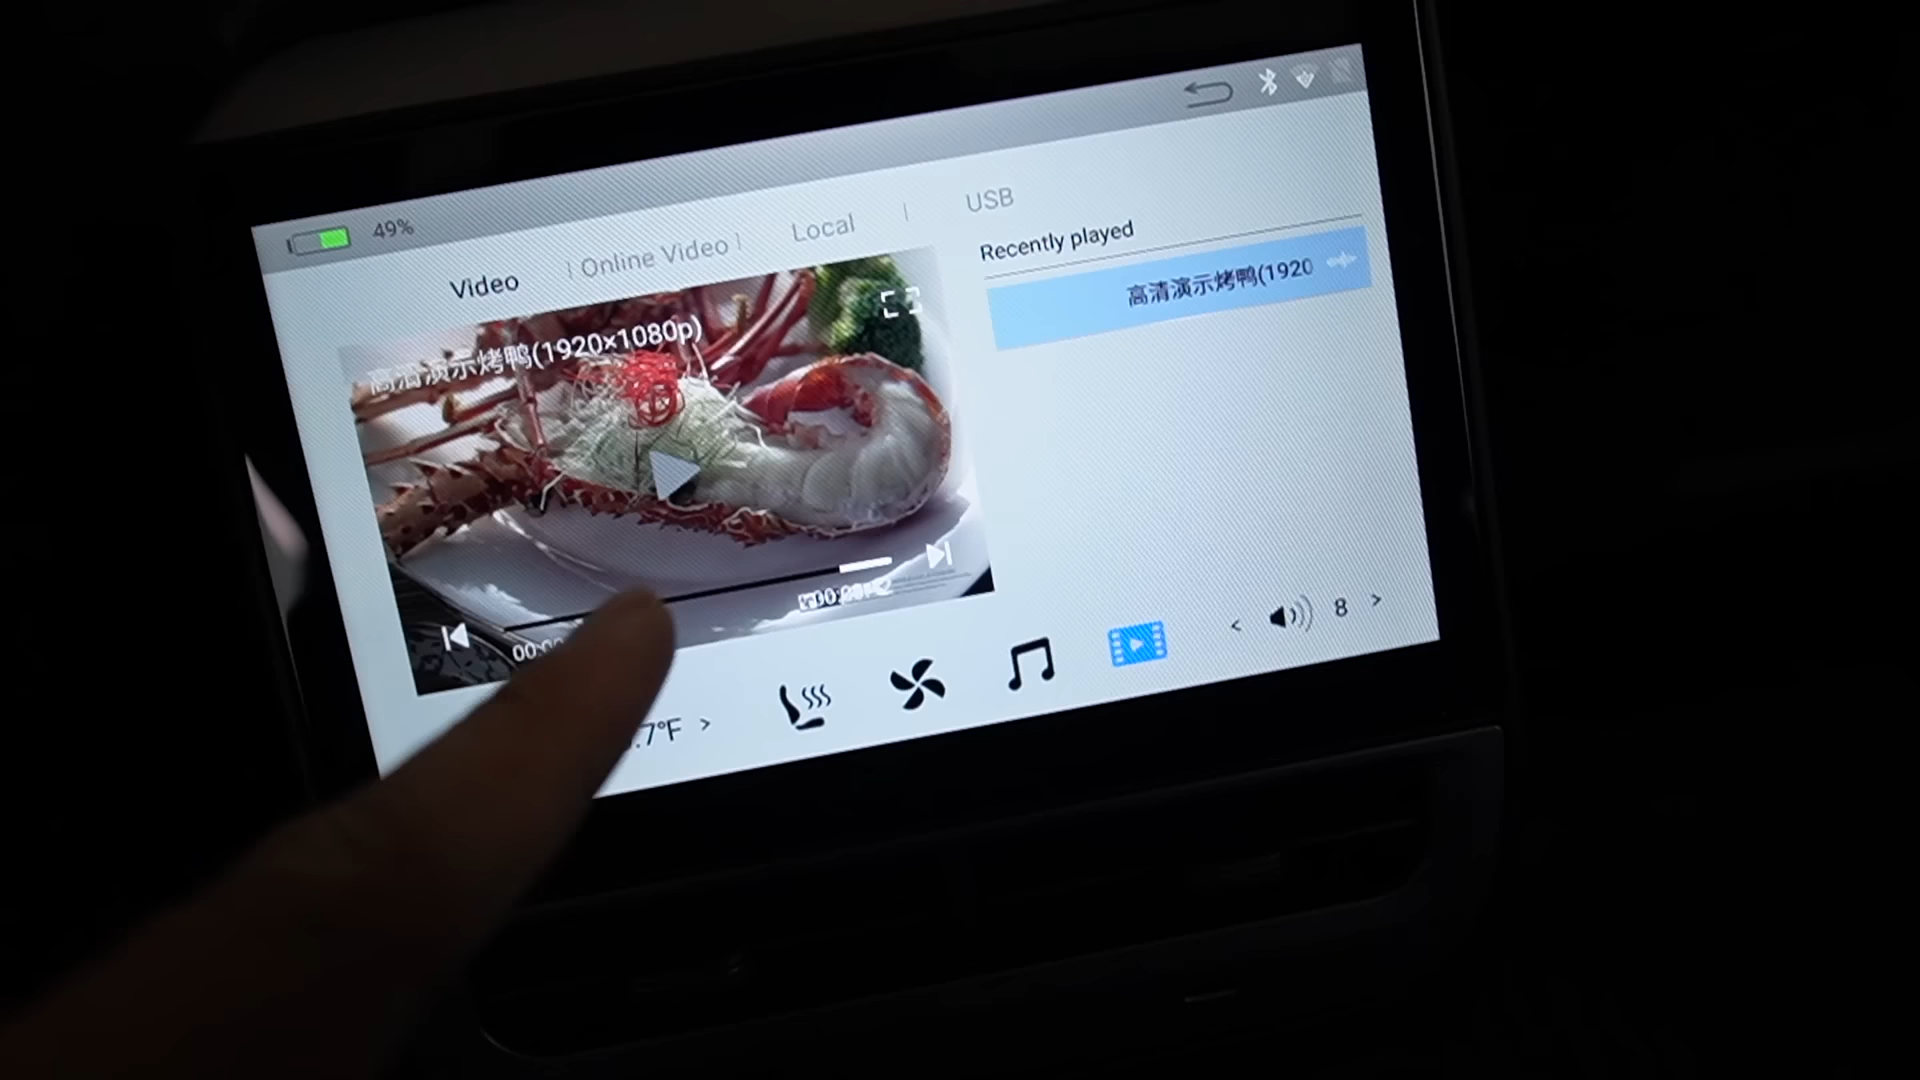 49%
Video
Online Video
Local
USB
Recently played
高清演示烤鸭(1920
高清演示烤鸭(1920×1080p)
.7°F >
< 8 >